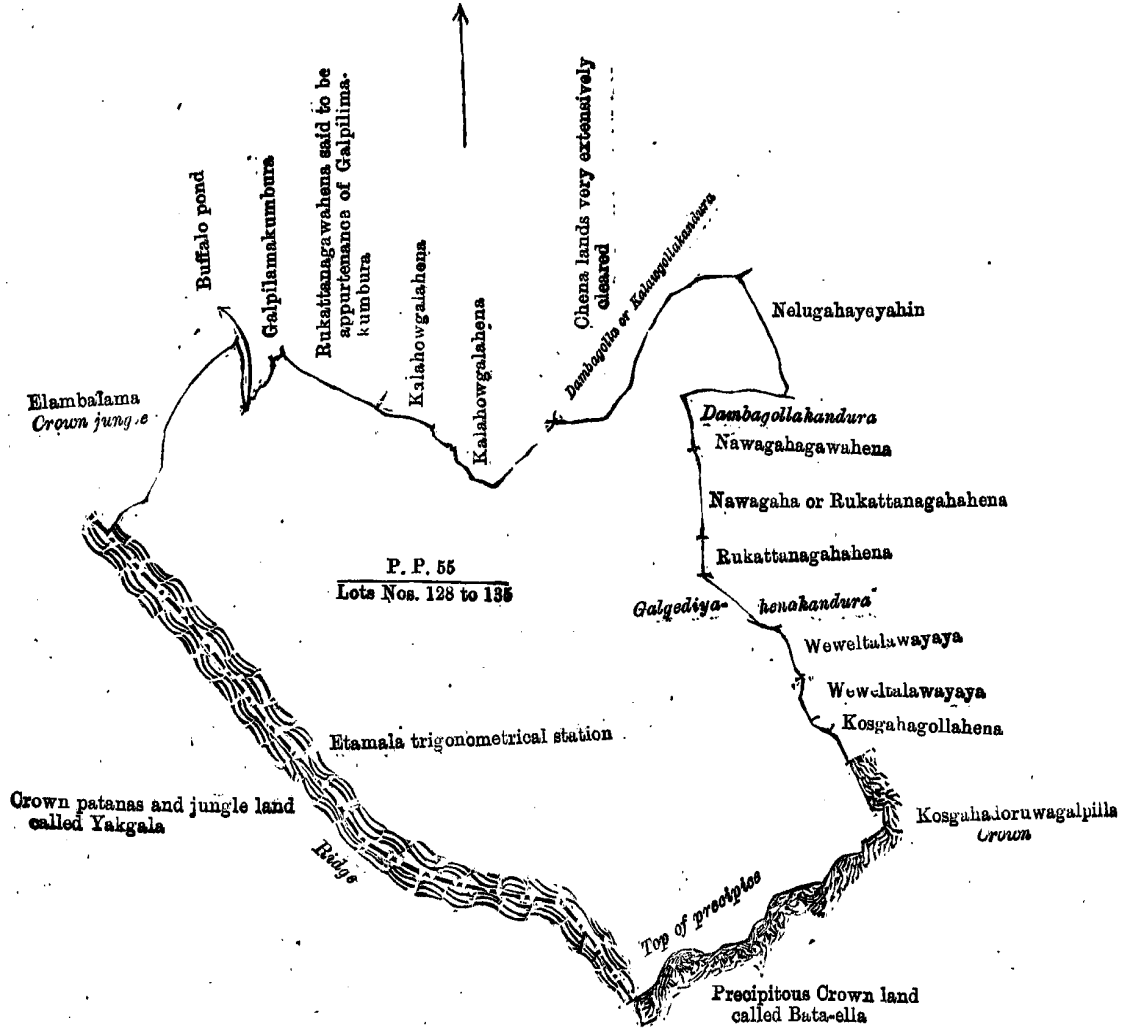 Buffalo pond
Galpilamakumbura
Rukattanagawahena said to be
appurtenance of Galpilima-
kumbura
Kalahowgalahena
Kalahowgalahena
Chena lands very extensively
cleared
Dambagolla or Kalawgollakandura
Nelugahayayahin
Elambalama
Crown jungle
Dambagollakandura
Nawagahagawahena
Nawagaha or Rukattanagahahena
P. P. 55
Lots Nos. 128 to 135
Rukattanagahahena
Galgediya- henakandura
Weweltalawayaya
Weweltalawayaya
Kosgahagollahena
Etamala trigonometrical station
Crown patanas and jungle land
called Yakgala
Ridge
Kosgahadoruwagalpilla
Crown
Top of precipice
Precipitous Crown land
called Bata-ella